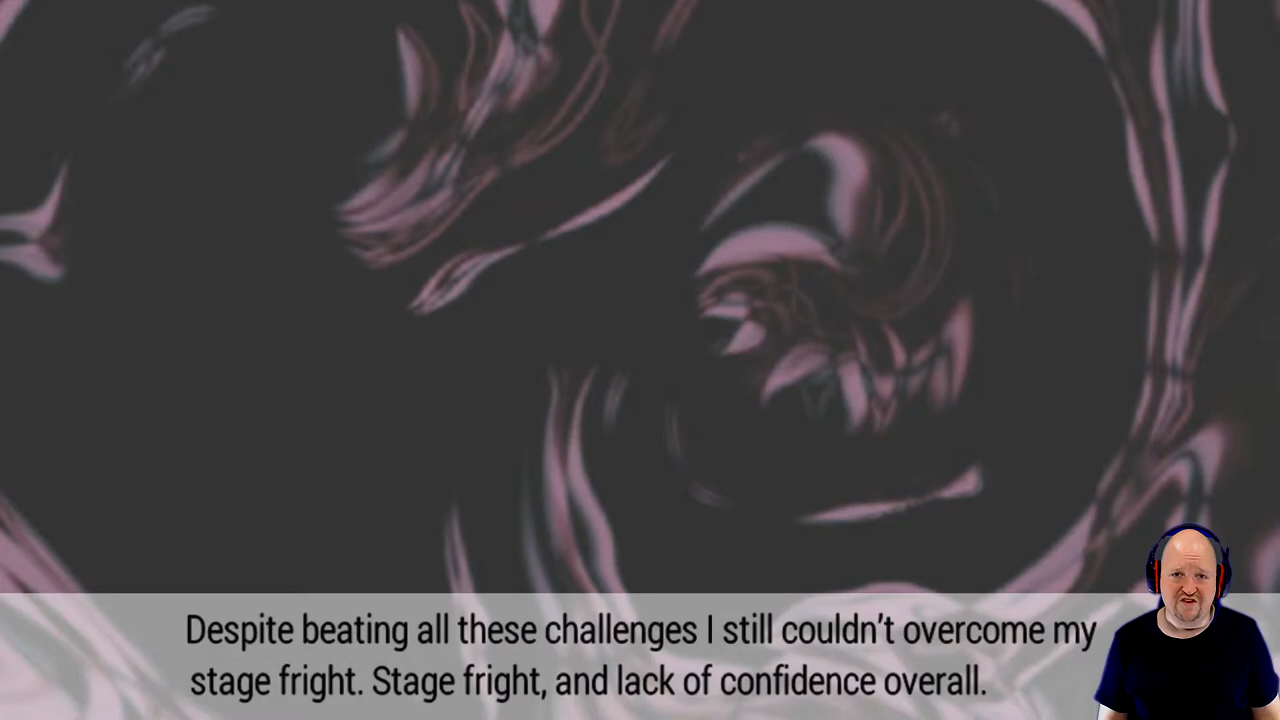 Despite beating all these challenges I still couldn’t overcome my
stage fright. Stage fright, and lack of confidence overall.